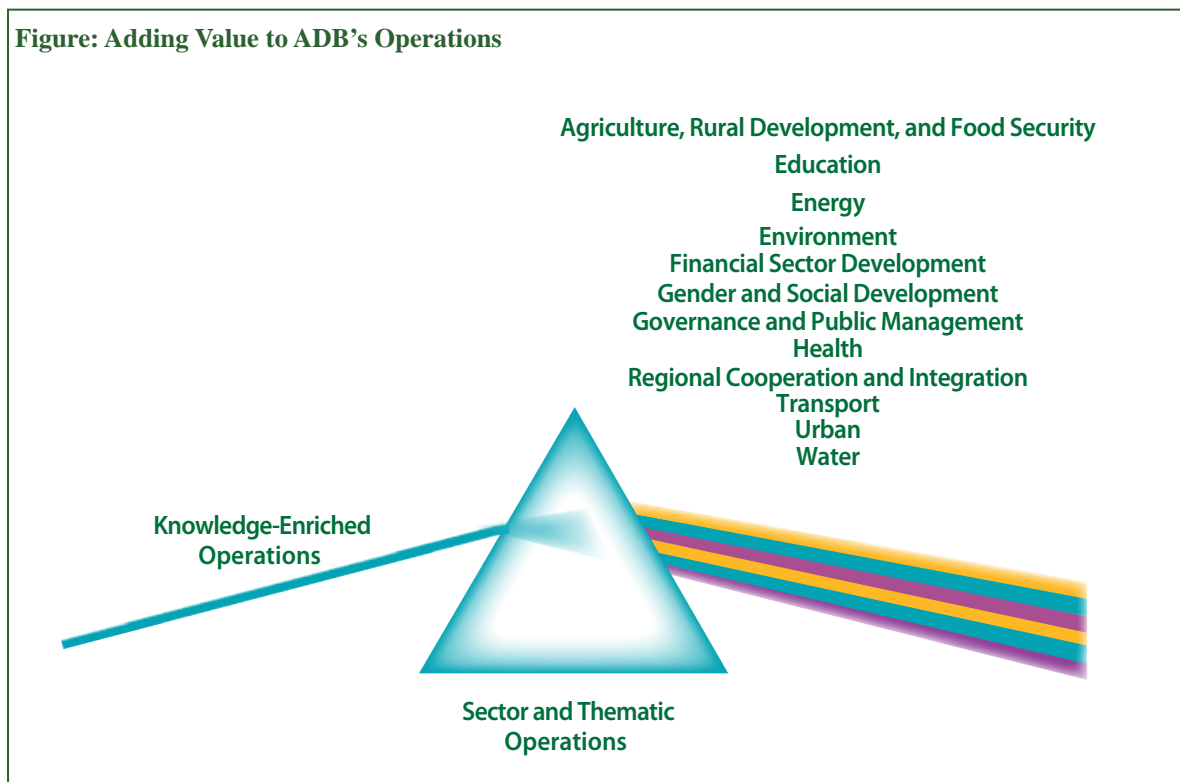 Figure: Adding Value to ADB's Operations
Agriculture, Rural Development, and Food Security
Education
Energy
Environment
Financial Sector Development
Gender and Social Development
Governance and Public Management
Health
Regional Cooperation and Integration
Transport
Urban
Water
Knowledge-Enriched
Operations
Sector and Thematic
Operations